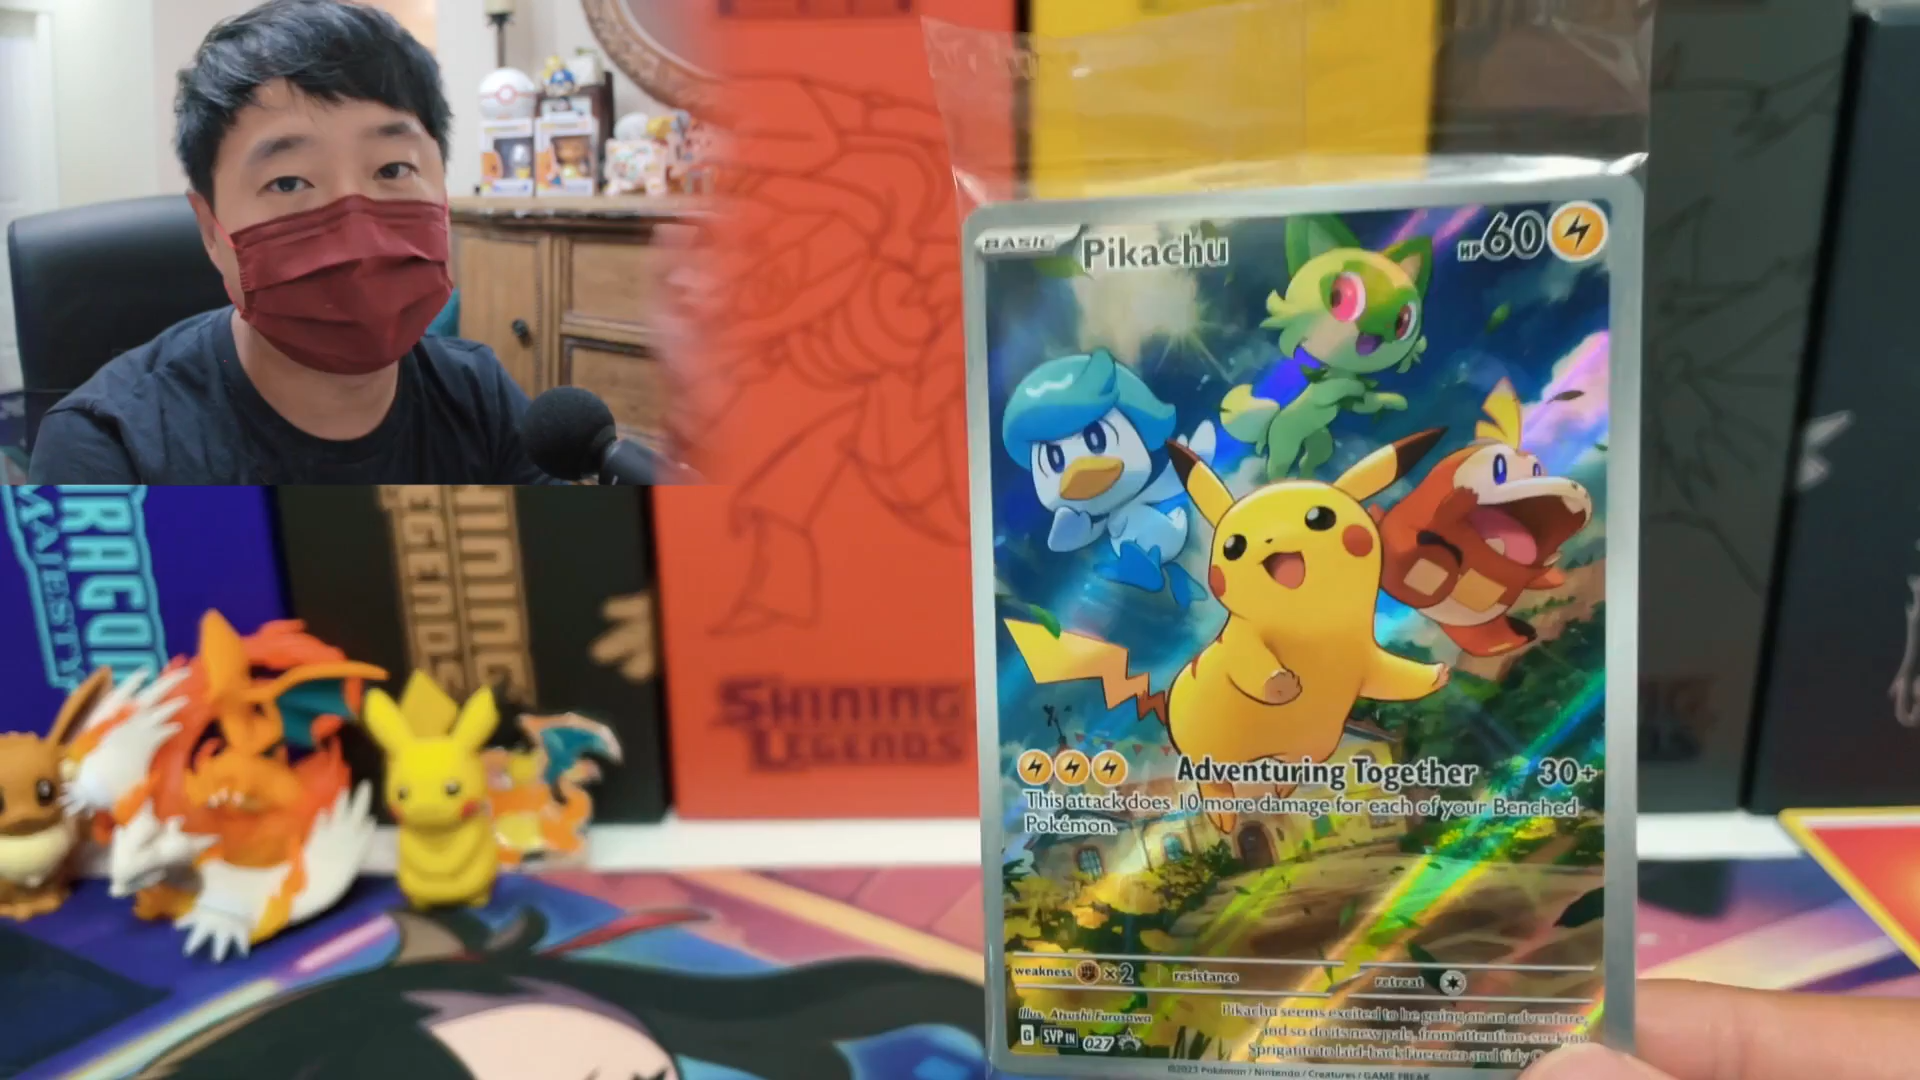 BASIC Pikachu HP60
Adventuring Together 30+
This attack does 10 more damage for each of your Benched
Pokémon.
weakness ×2 resistance retreat
Illus. Atsushi Furusawa
G SVP EN 027
Pikachu seems excited to be going on an adventure,
and so do its new pals, from attention-seeking
Sprigatito to laid-back Fuecoco and tidy
©2023 Pokémon / Nintendo / Creatures / GAME FREAK
DRAGON
MAJESTY
SHINING
LEGENDS
SHINING
LEGENDS